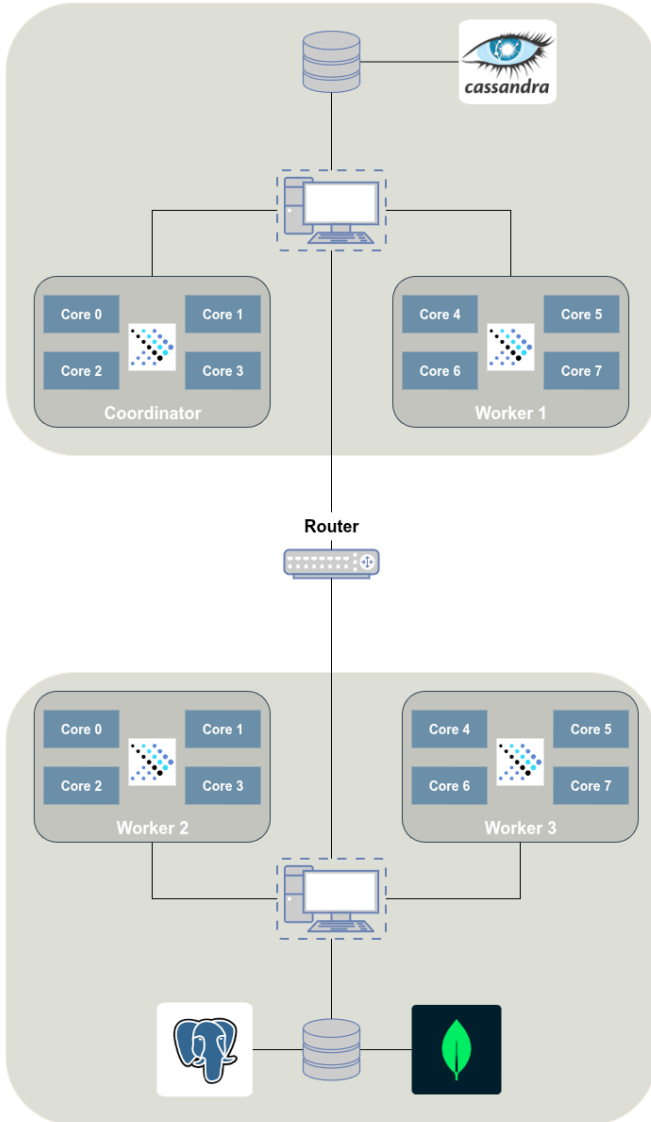 cassandra
Core 0
Core 1
Core 2
Core 3
Coordinator
Core 4
Core 5
Core 6
Core 7
Worker 1
Router
Core 0
Core 1
Core 2
Core 3
Worker 2
Core 4
Core 5
Core 6
Core 7
Worker 3